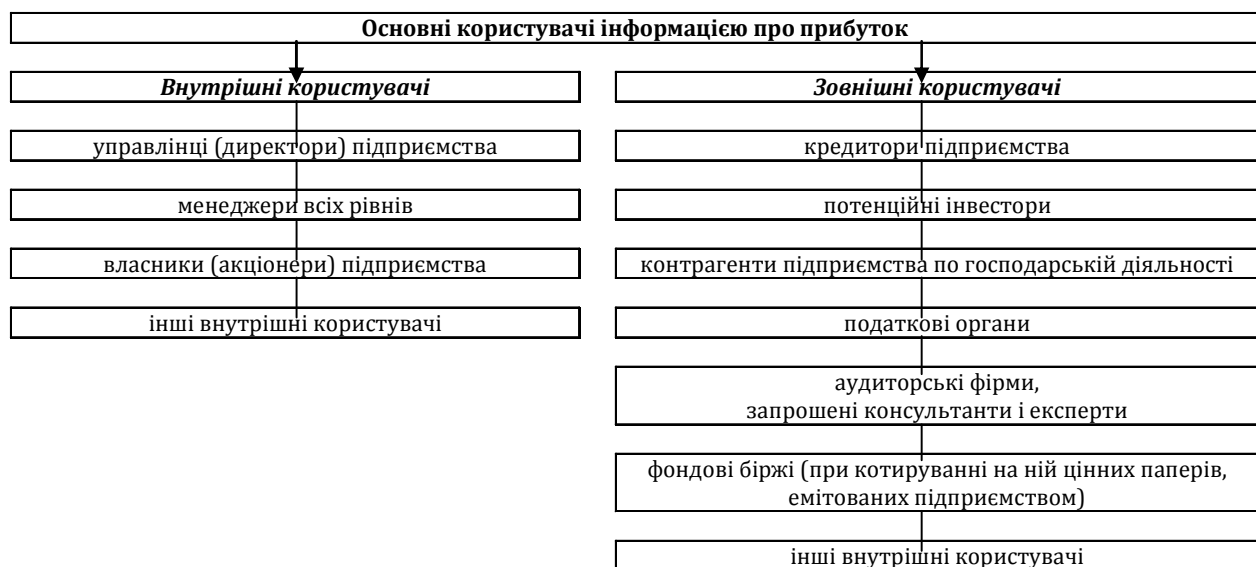 Основні користувачі інформацією про прибуток
Внутрішні користувачі
управлінці (директори) підприємства
менеджери всіх рівнів
власники (акціонери) підприємства
інші внутрішні користувачі
Зовнішні користувачі
кредитори підприємства
потенційні інвестори
контрагенти підприємства по господарській діяльності
податкові органи
аудиторські фірми,
запрошені консультанти і експерти
фондові біржі (при котируванні на ній цінних паперів,
емітованих підприємством)
інші внутрішні користувачі